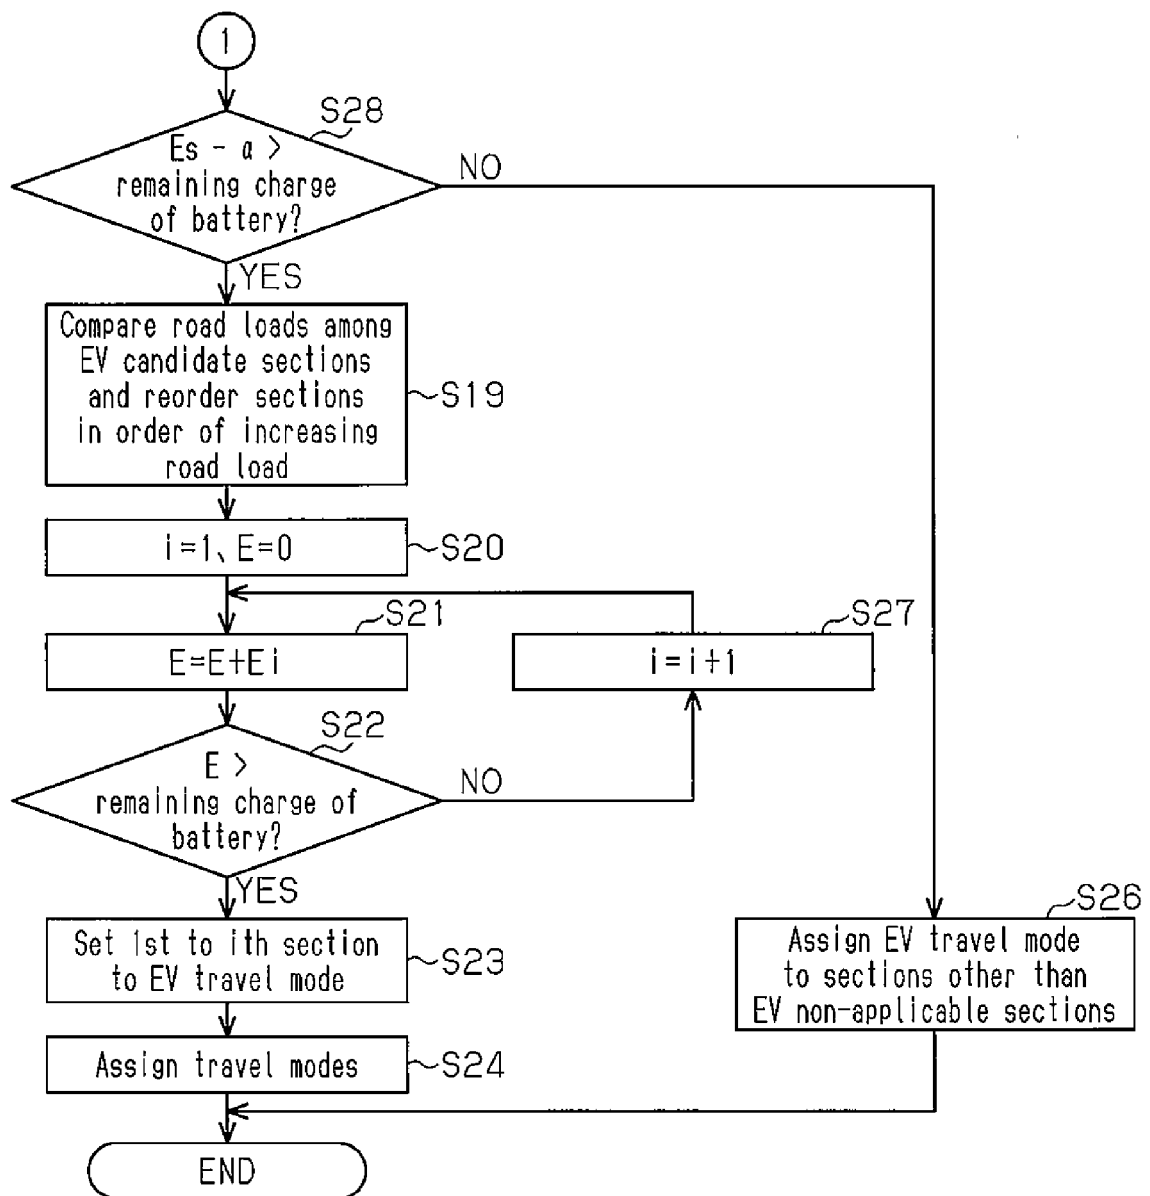 1
S28
Es - α >
remaining charge
of battery?
NO
YES
Compare road loads among
EV candidate sections
and reorder sections
in order of increasing
road load
S19
i=1、E=0
S20
S21
E=E+Ei
S27
i=i+1
S22
E >
remaining charge of
battery?
NO
YES
Set 1st to ith section
to EV travel mode
S23
S26
Assign EV travel mode
to sections other than
EV non-applicable sections
Assign travel modes
S24
END